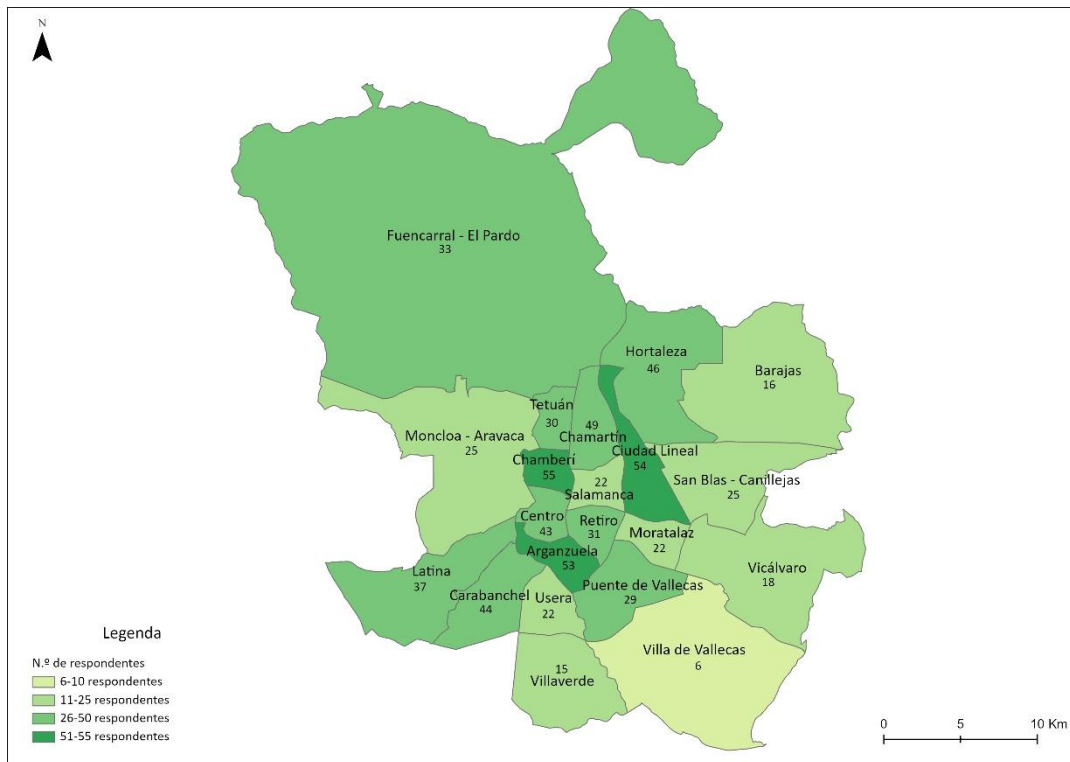 N
Fuencarral - El Pardo
33
Hortaleza
46
Barajas
16
Tetuán
30
49
Chamartín
Moncloa - Aravaca
25
Ciudad Lineal
54
Chamberí
55
22
Salamanca
San Blas - Canillejas
25
Centro
43
Retiro
31
Moratalaz
22
Arganzuela
53
Vicálvaro
18
Latina
37
Carabanchel
44
Usera
22
Puente de Vallecas
29
Villa de Vallecas
6
15
Villaverde
Legenda
N.º de respondentes
6-10 respondentes
11-25 respondentes
26-50 respondentes
51-55 respondentes
0 5 10 Km